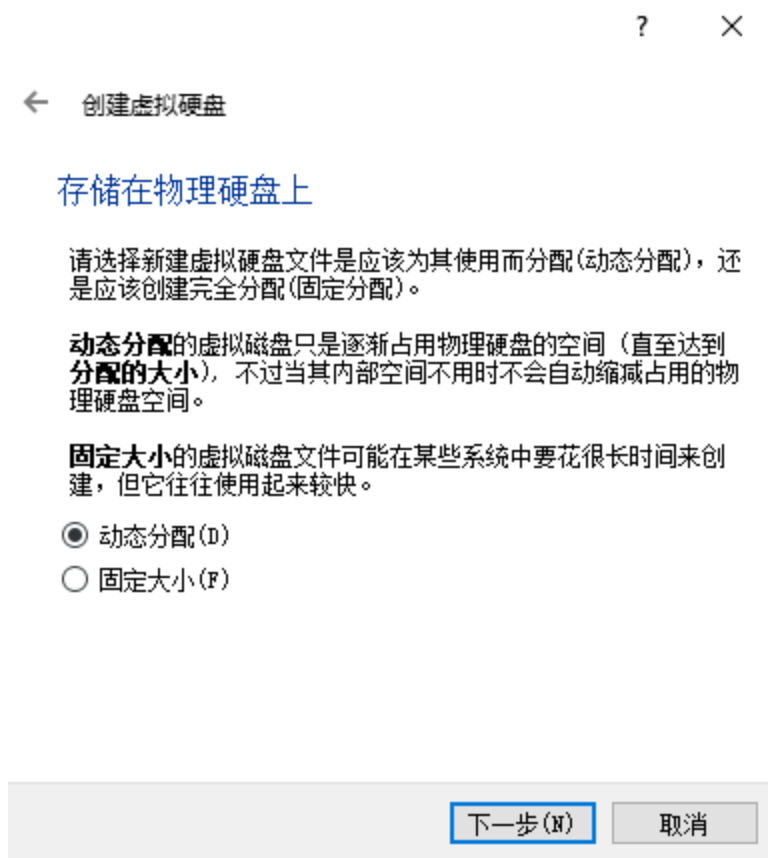 ?
创建虚拟硬盘
存储在物理硬盘上
请选择新建虚拟硬盘文件是应该为其使用而分配(动态分配)，还
是应该创建完全分配(固定分配)。
动态分配的虚拟磁盘只是逐渐占用物理硬盘的空间（直至达到
分配的大小），不过当其内部空间不用时不会自动缩减占用的物
理硬盘空间。
固定大小的虚拟磁盘文件可能在某些系统中要花很长时间来创
建，但它往往使用起来较快。
动态分配(D)
固定大小(F)
下一步(N)
取消